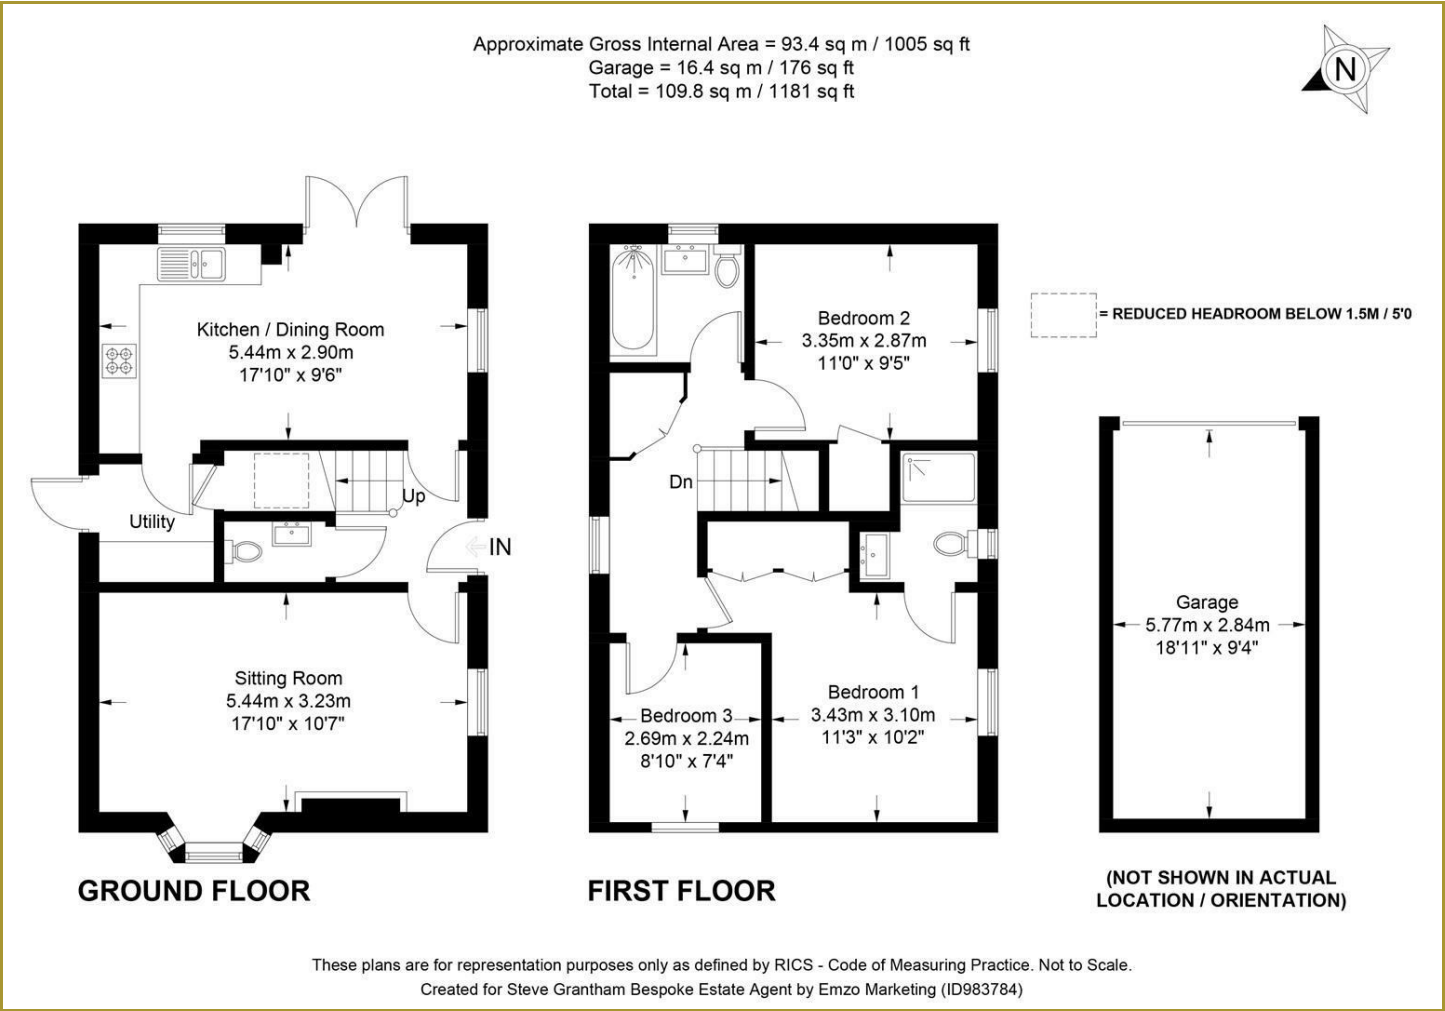 Approximate Gross Internal Area = 93.4 sq m / 1005 sq ft
Garage = 16.4 sq m / 176 sq ft
Total = 109.8 sq m / 1181 sq ft
N
Kitchen / Dining Room
5.44m x 2.90m
17'10" x 9'6"
Up
Utility
IN
Sitting Room
5.44m x 3.23m
17'10" x 10'7"
GROUND FLOOR
Bedroom 2
3.35m x 2.87m
11'0" x 9'5"
Dn
Bedroom 3
2.69m x 2.24m
8'10" x 7'4"
Bedroom 1
3.43m x 3.10m
11'3" x 10'2"
FIRST FLOOR
= REDUCED HEADROOM BELOW 1.5M / 5'0
Garage
5.77m x 2.84m
18'11" x 9'4"
(NOT SHOWN IN ACTUAL
LOCATION / ORIENTATION)
These plans are for representation purposes only as defined by RICS - Code of Measuring Practice. Not to Scale.
Created for Steve Grantham Bespoke Estate Agent by Emzo Marketing (ID983784)